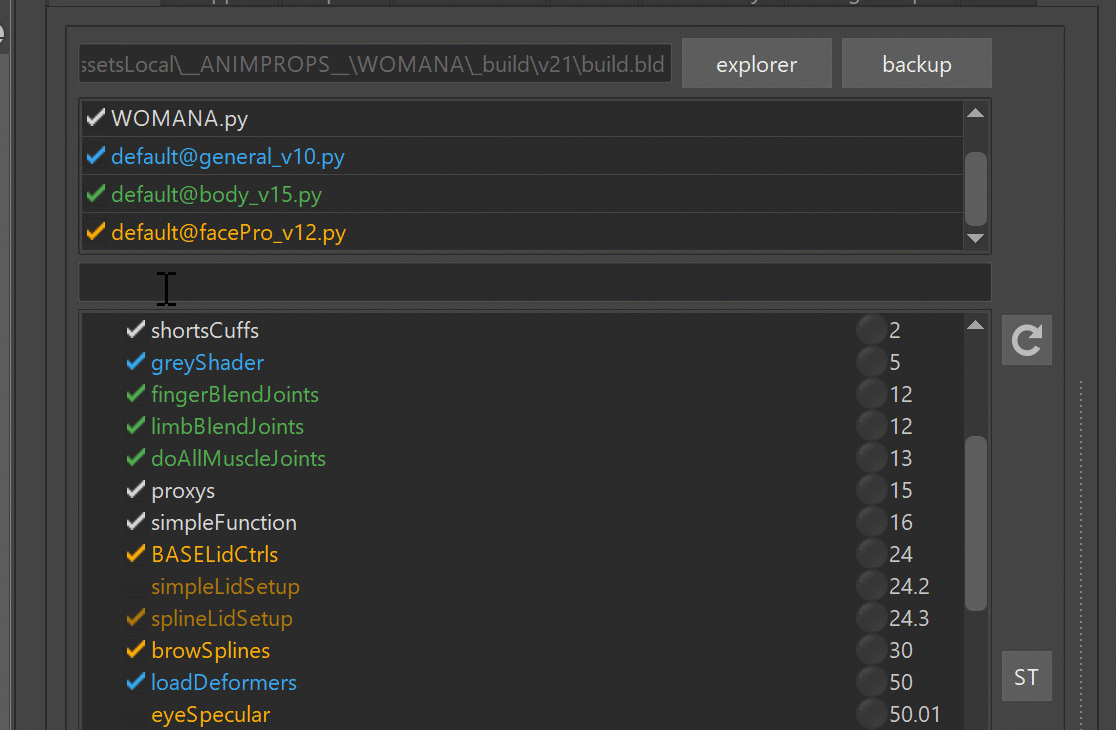 ssetsLocal\__ANIMPROPS__\WOMANA\_build\v21\build.bld
explorer
backup
WOMANA.py
default@general_v10.py
default@body_v15.py
default@facePro_v12.py
shortsCuffs 2
greyShader 5
fingerBlendJoints 12
limbBlendJoints 12
doAllMuscleJoints 13
proxys 15
simpleFunction 16
BASELidCtrls 24
simpleLidSetup 24.2
splineLidSetup 24.3
browSplines 30
loadDeformers 50
ST
eyeSpecular 50.01